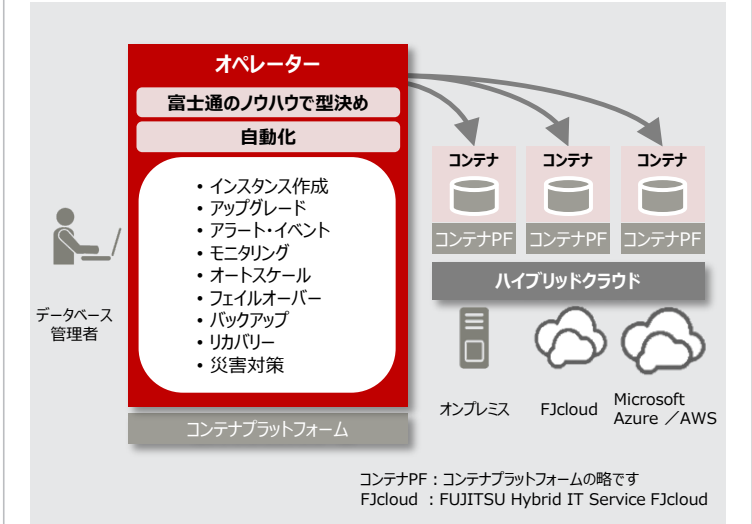 オペレーター
富士通のノウハウで型決め
自動化
・インスタンス作成
・アップグレード
・アラート・イベント
・モニタリング
・オートスケール
・フェイルオーバー
・バックアップ
・リカバリー
・災害対策
コンテナプラットフォーム
データベース
管理者
コンテナ
コンテナ
コンテナ
コンテナPF
コンテナPF
コンテナPF
ハイブリッドクラウド
オンプレミス
FJcloud
Microsoft
Azure ／AWS
コンテナPF：コンテナプラットフォームの略です
FJcloud ：FUJITSU Hybrid IT Service FJcloud